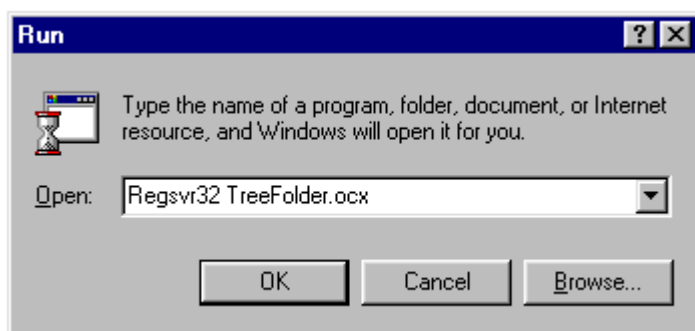 Run
Type the name of a program, folder, document, or Internet
resource, and Windows will open it for you.
Open: Regsvr32 TreeFolder.ocx
OK Cancel Browse...